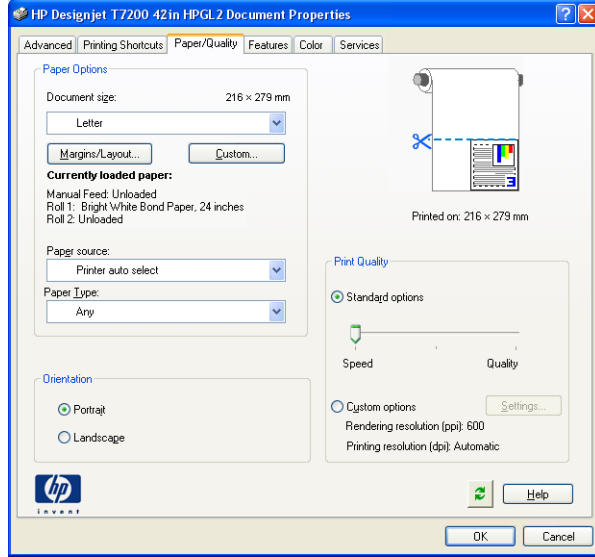 HP Designjet T7200 42in HPGL2 Document Properties
Advanced Printing Shortcuts Paper/Quality Features Color Services
Paper Options
Document size: 216 × 279 mm
Letter
Margins/Layout... Custom...
Currently loaded paper:
Manual Feed: Unloaded
Roll 1: Bright White Bond Paper, 24 inches
Roll 2: Unloaded
Paper source:
Printer auto select
Paper Type:
Any
Orientation
Portrait
Landscape
Printed on: 216 × 279 mm
Print Quality
Standard options
Speed Quality
Custom options Settings...
Rendering resolution (ppi): 600
Printing resolution (dpi): Automatic
hp
invent
Help
OK Cancel